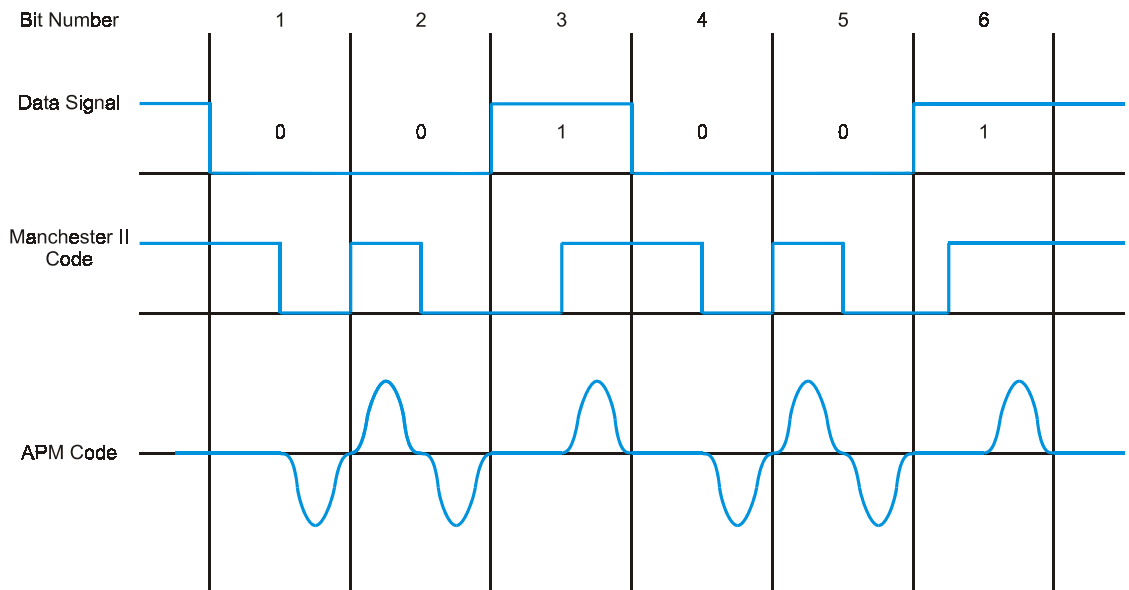 Bit Number 1 2 3 4 5 6
Data Signal
0 0 1 0 0 1
Manchester II
Code
APM Code